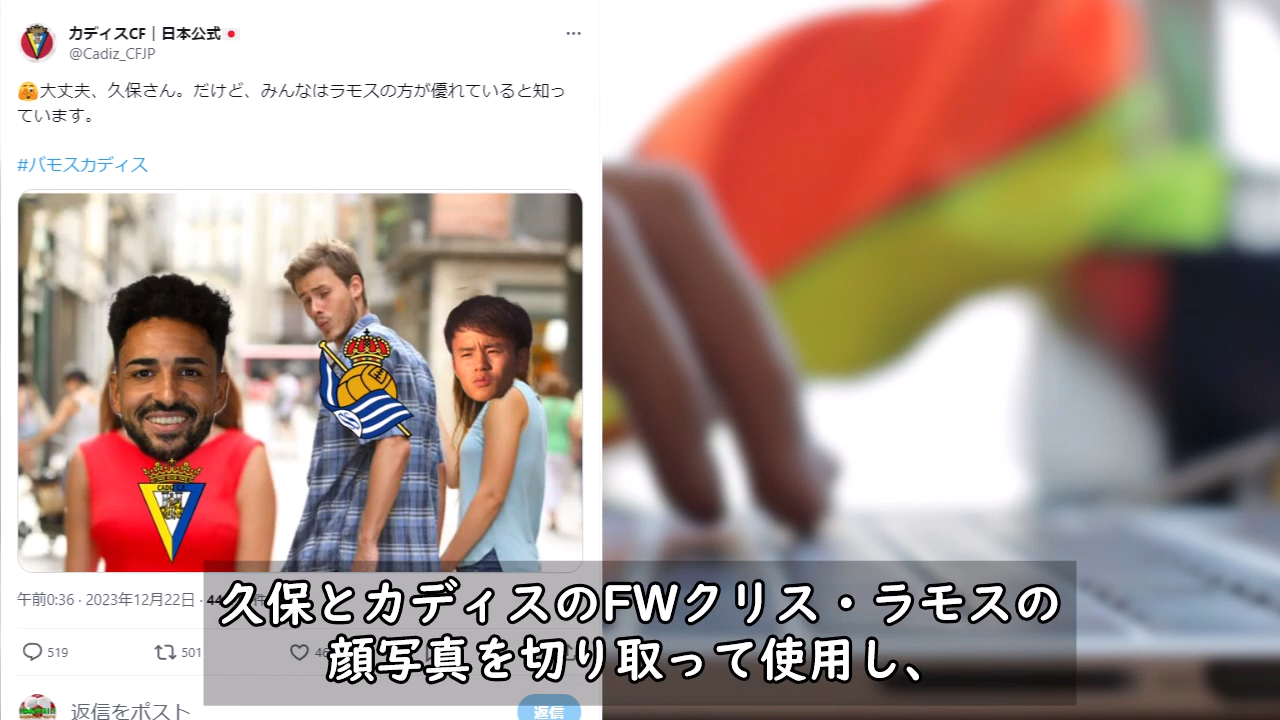 カディスCF｜日本公式
@Cadiz_CFJP
大丈夫、久保さん。だけど、みんなはラモスの方が優れていると知っ
ています。
#バモスカディス
CADIZ C.F.
午前0:36 · 2023年12月22日 · 44
519
501
46
久保とカディスのFWクリス・ラモスの
顔写真を切り取って使用し、
返信をポスト
返信